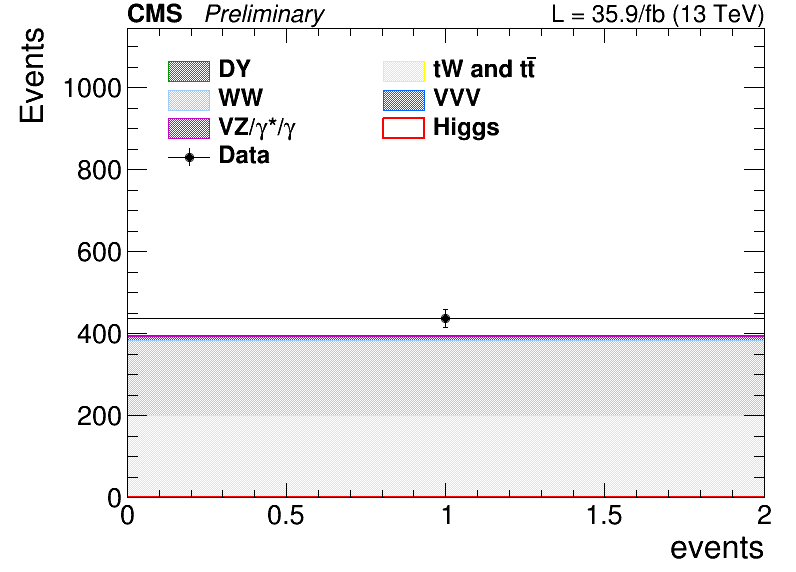 CMS Preliminary L = 35.9/fb (13 TeV)
Events
DY tW and tt̄
WW VVV
VZ/γ*/γ Higgs
Data
1000
800
600
400
200
0
0 0.5 1 1.5 2
events